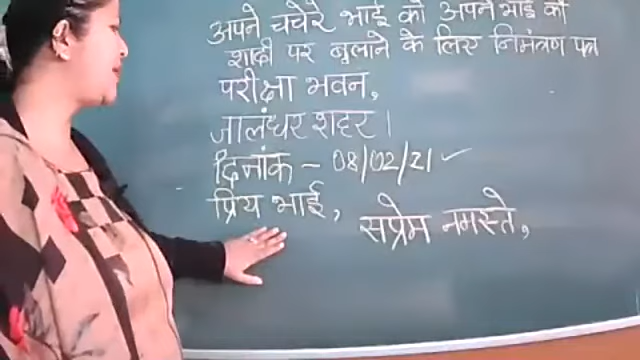 अपने चचेरे भाई को अपने भाई की
शादी पर बुलाने के लिए निमंत्रण पत्र
परीक्षा भवन,
जालंधर शहर।
दिनांक – 08/02/21 ✓
प्रिय भाई,
सप्रेम नमस्ते,